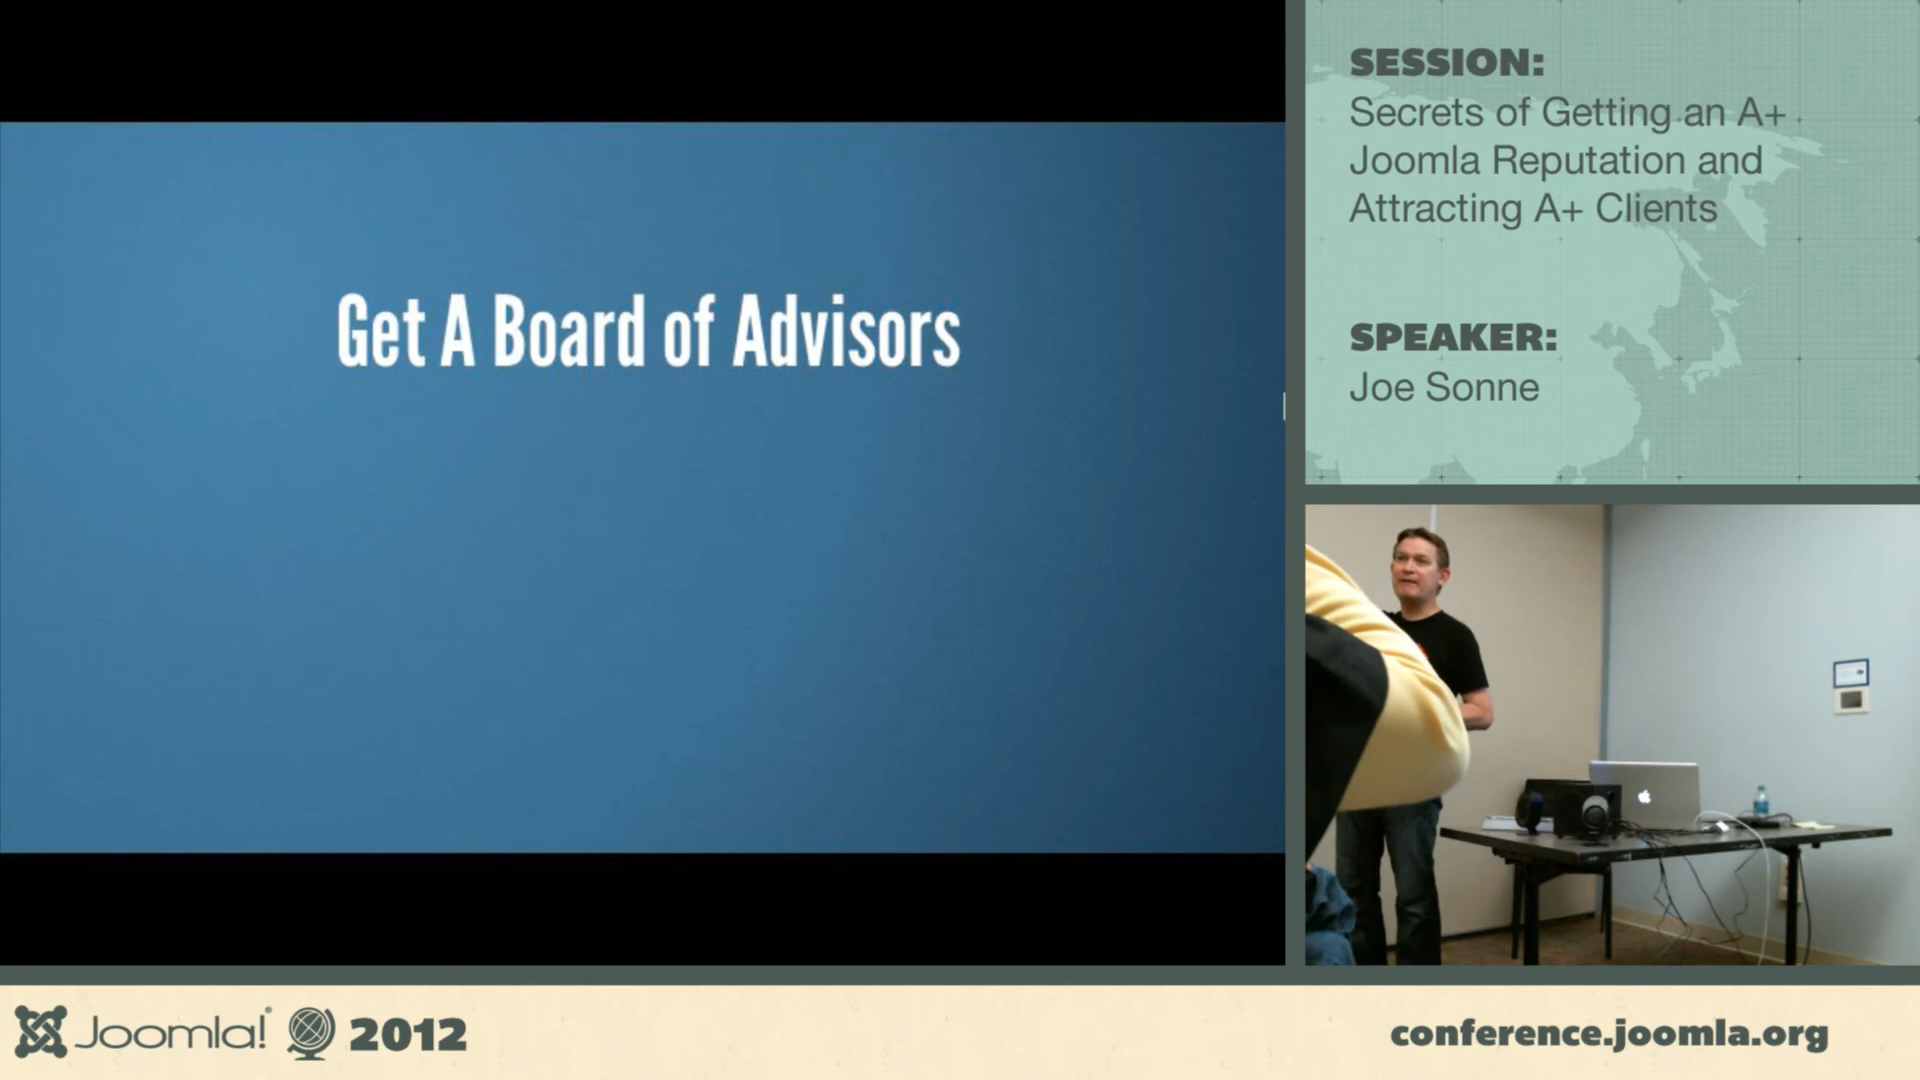 Get A Board of Advisors
SESSION:
Secrets of Getting an A+
Joomla Reputation and
Attracting A+ Clients
SPEAKER:
Joe Sonne
Joomla!® 2012
conference.joomla.org